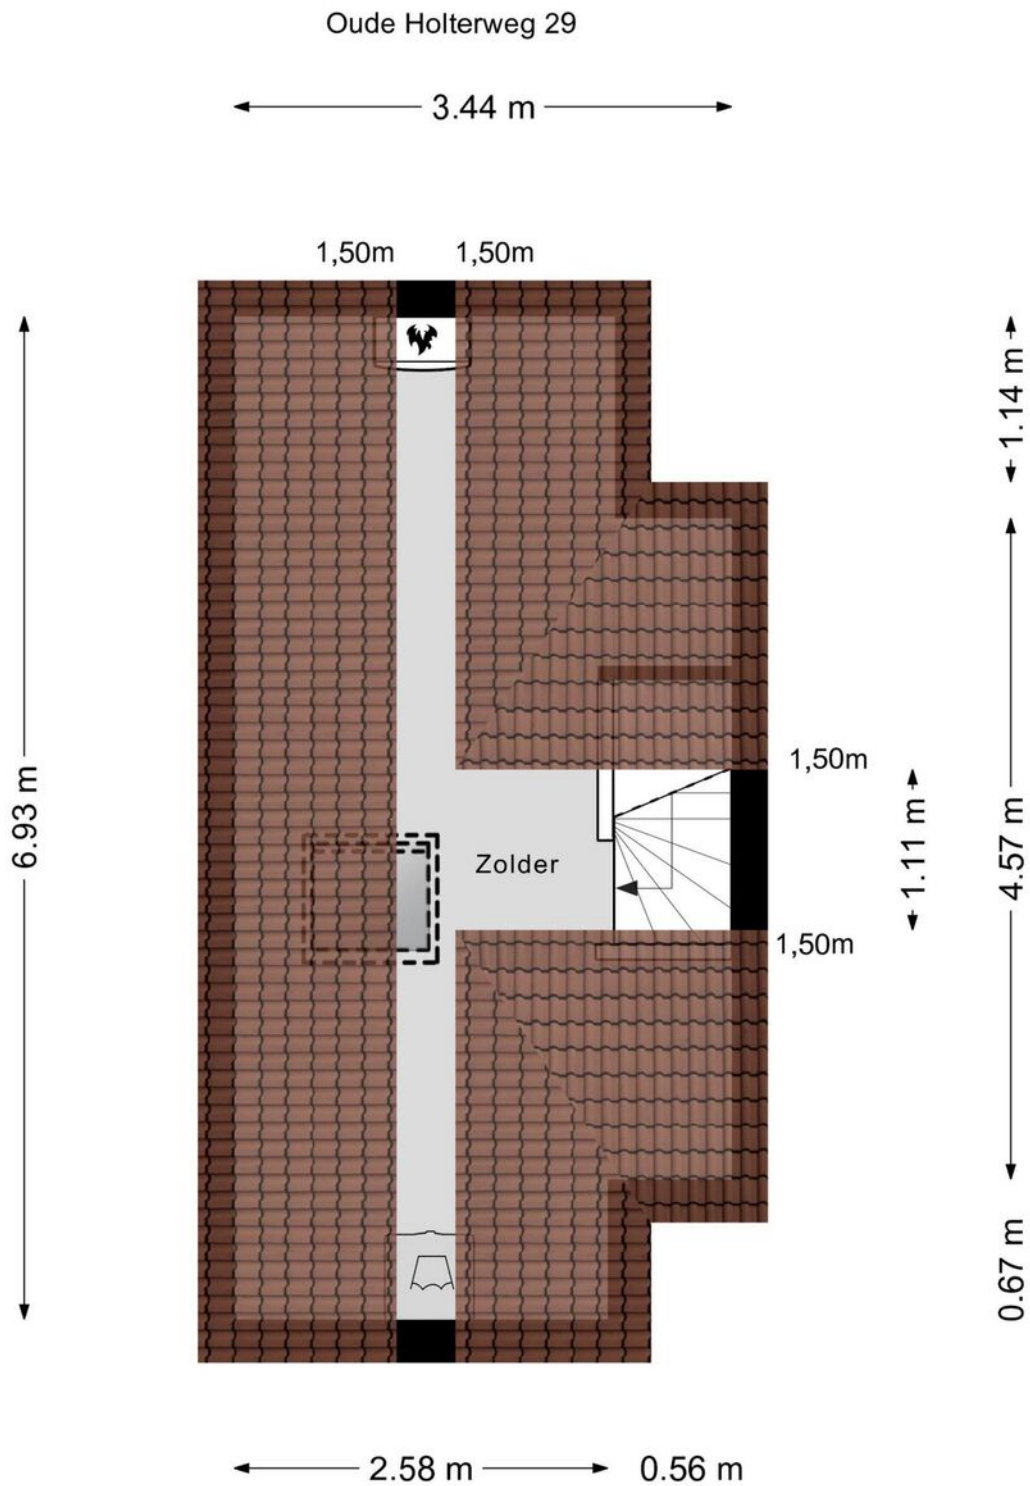 Oude Holterweg 29
3.44 m
1,50m 1,50m
1.14 m
6.93 m
1,50m
1.11 m
4.57 m
Zolder
1,50m
0.67 m
2.58 m 0.56 m